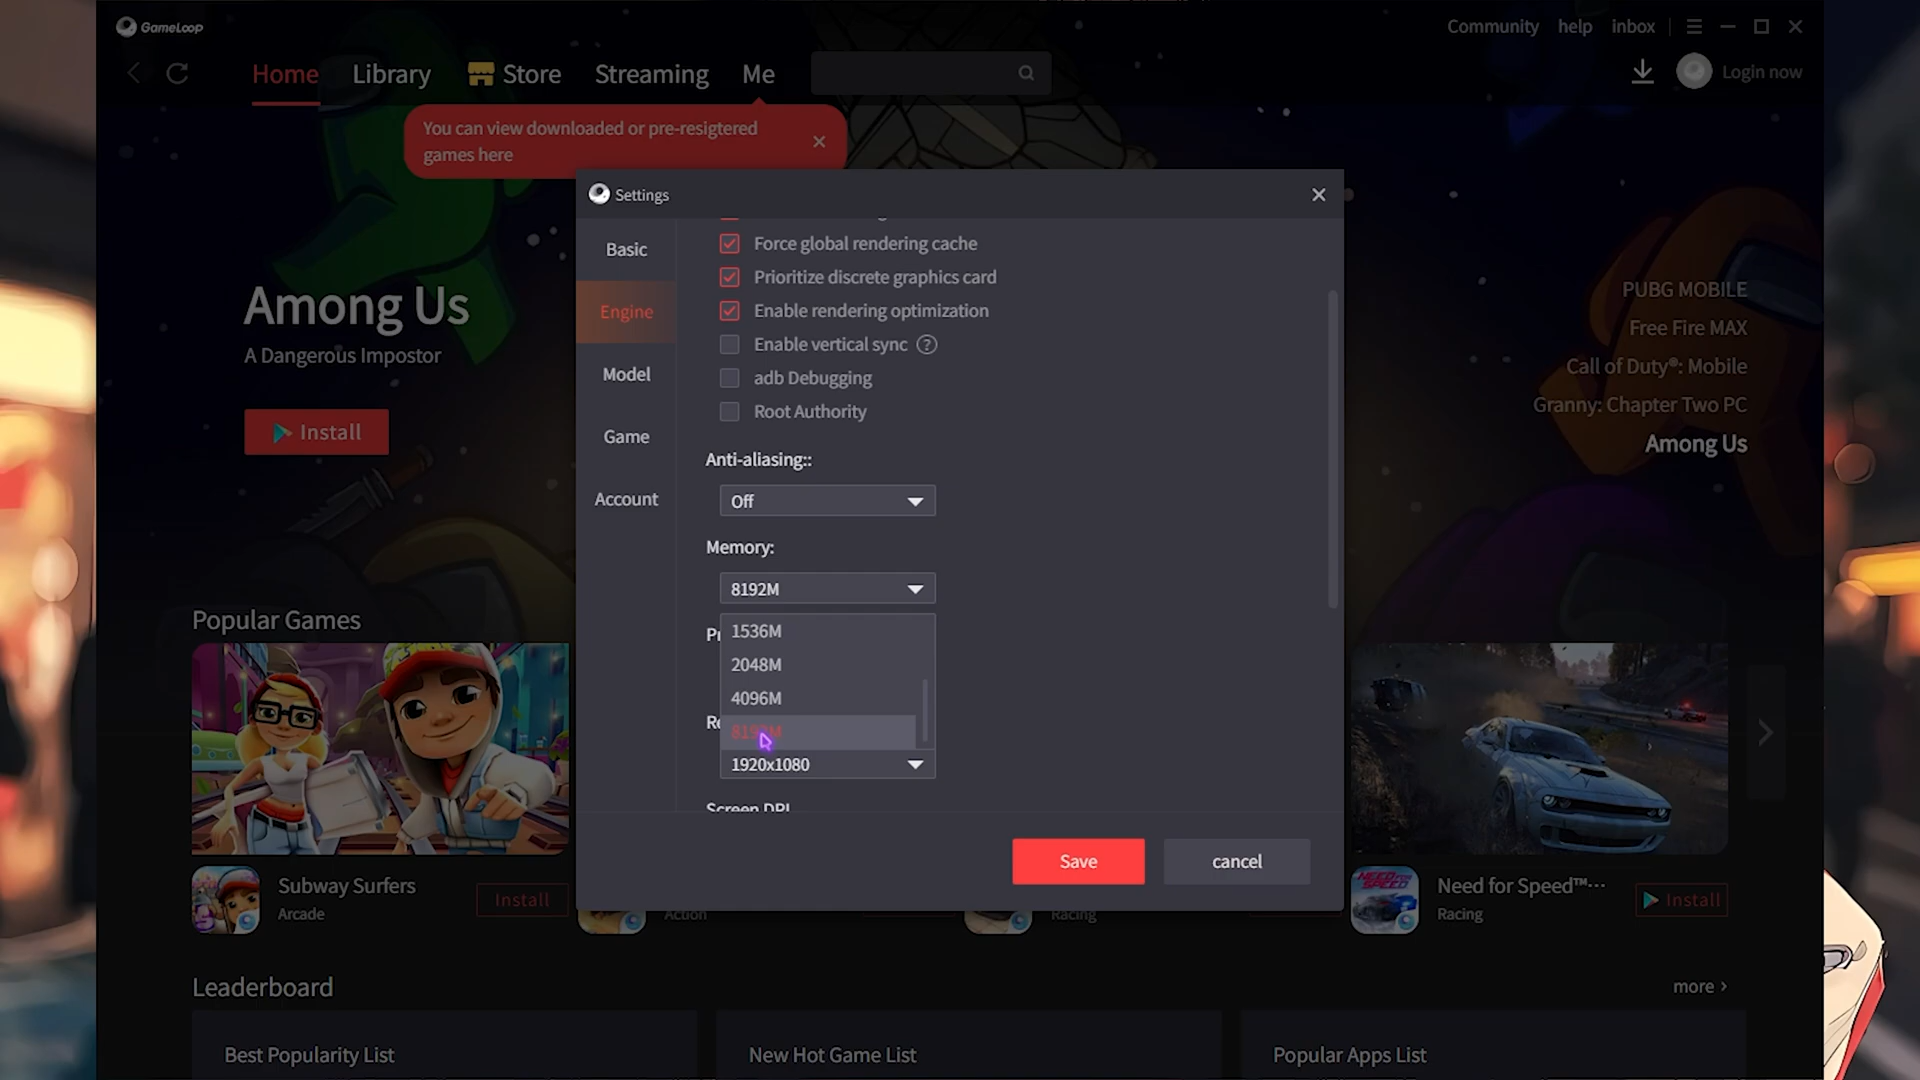 GameLoop
Community help inbox
Home Library Store Streaming Me
Login now
You can view downloaded or pre-resigtered
games here
Settings
Basic
Engine
Model
Game
Account
Force global rendering cache
Prioritize discrete graphics card
Enable rendering optimization
Enable vertical sync ?
adb Debugging
Root Authority
Anti-aliasing::
Off
Memory:
8192M
1536M
2048M
4096M
1920x1080
Screen DPI
Save cancel
Among Us
A Dangerous Impostor
Install
PUBG MOBILE
Free Fire MAX
Call of Duty®: Mobile
Granny: Chapter Two PC
Among Us
Popular Games
Subway Surfers
Arcade
Install
Action
Racing
NEED FOR SPEED
Need for Speed™···
Racing
Install
Leaderboard
more >
Best Popularity List
New Hot Game List
Popular Apps List